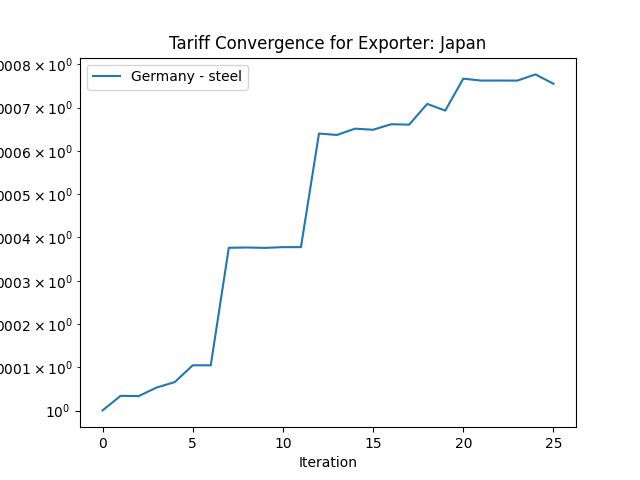 Tariff Convergence for Exporter: Japan
Germany - steel
0008 × 10⁰
0007 × 10⁰
0006 × 10⁰
0005 × 10⁰
0004 × 10⁰
0003 × 10⁰
0002 × 10⁰
0001 × 10⁰
10⁰
0 5 10 15 20 25
Iteration